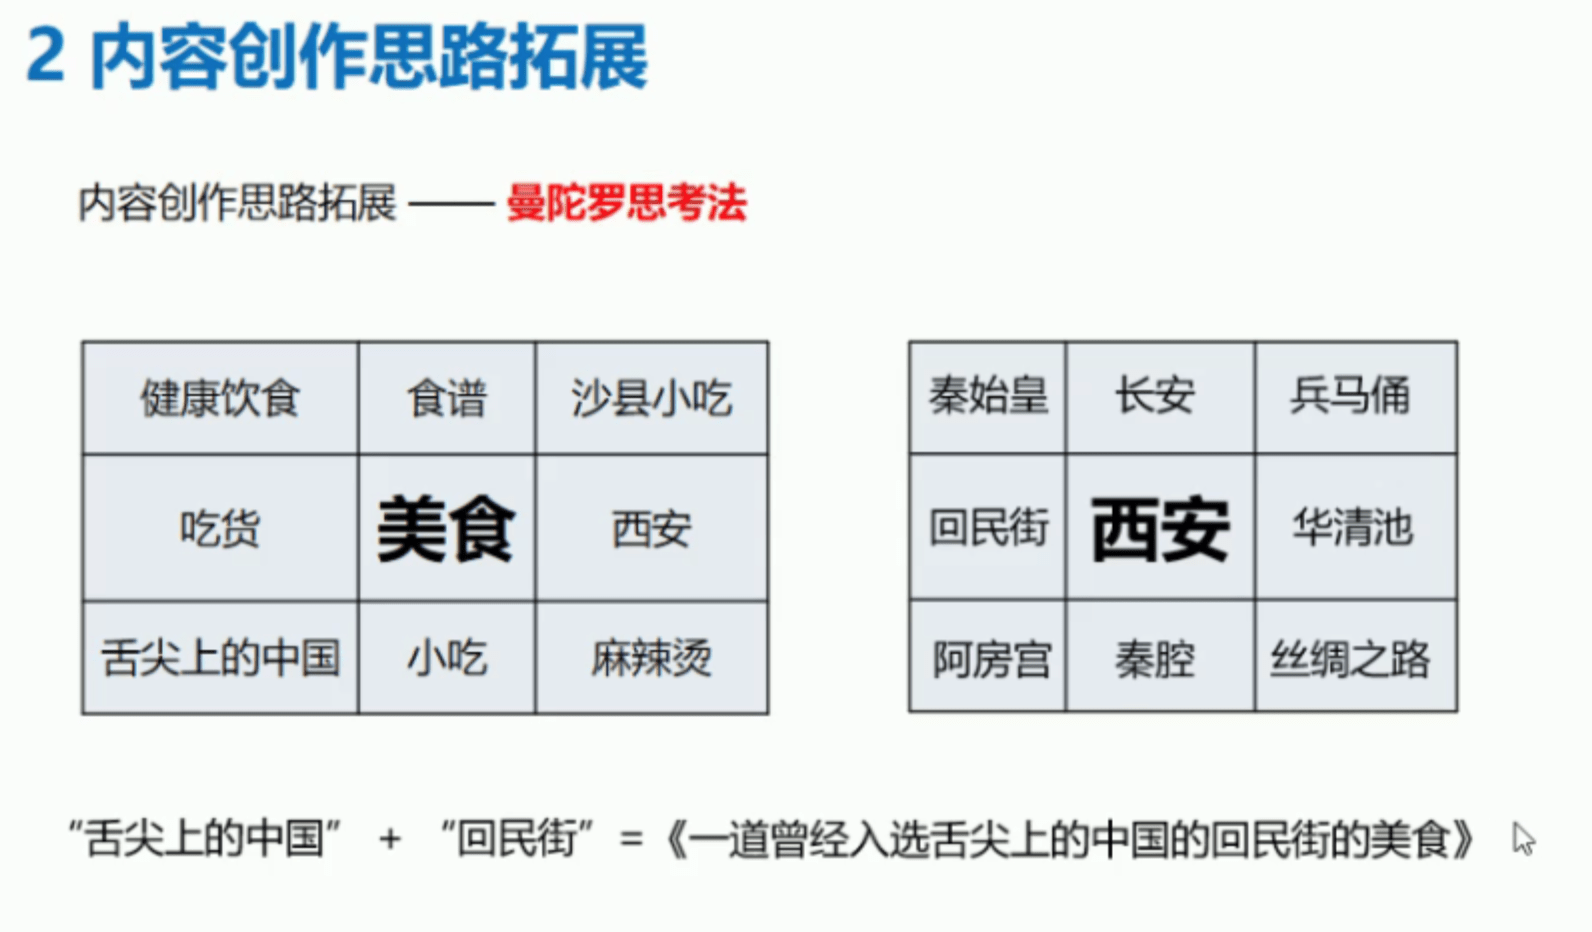 2 内容创作思路拓展
内容创作思路拓展 —— 曼陀罗思考法
健康饮食 食谱 沙县小吃
吃货 美食 西安
舌尖上的中国 小吃 麻辣烫
秦始皇 长安 兵马俑
回民街 西安 华清池
阿房宫 秦腔 丝绸之路
“舌尖上的中国” + “回民街” =《一道曾经入选舌尖上的中国的回民街的美食》